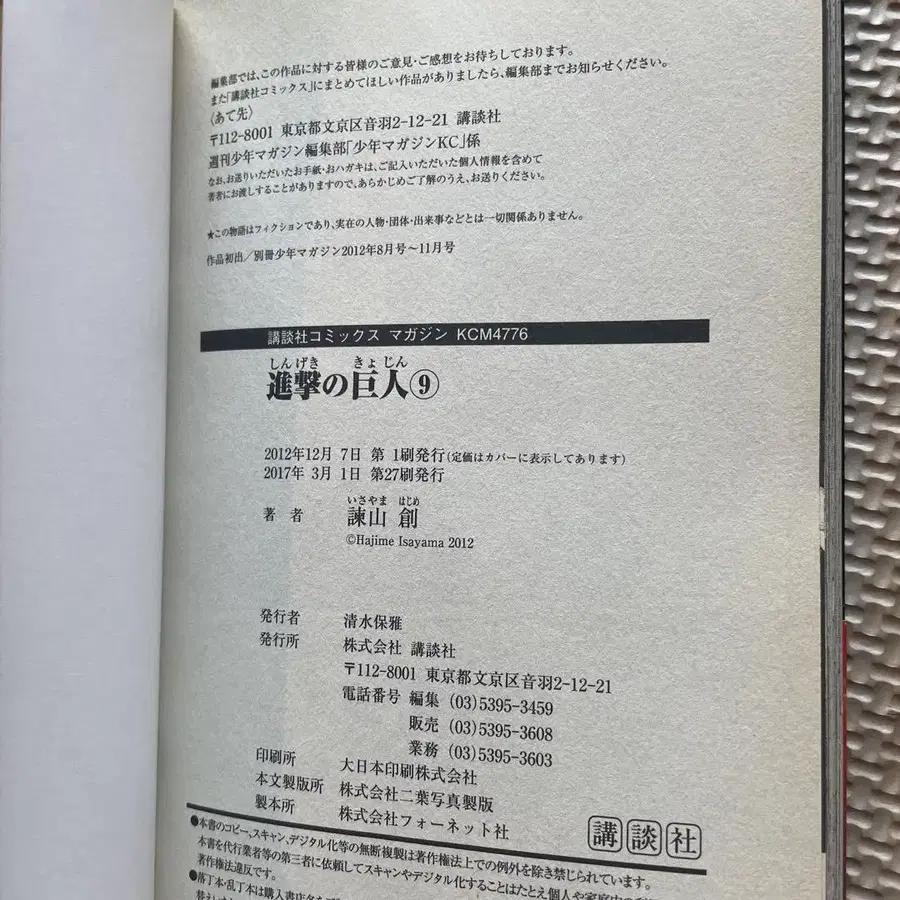 編集部では、この作品に対する皆様のご意見・ご感想をお待ちしております。
また「講談社コミックス」にまとめてほしい作品がありましたら、編集部までお知らせください。
〈あて先〉
〒112-8001 東京都文京区音羽2-12-21 講談社
週刊少年マガジン編集部「少年マガジンKC」係
なお、お送りいただいたお手紙・おハガキは、ご記入いただいた個人情報を含めて
著者にお渡しすることがありますので、あらかじめご了解のうえ、お送りください。
★この物語はフィクションであり、実在の人物・団体・出来事などとは一切関係ありません。
作品初出/別冊少年マガジン2012年8月号〜11月号
講談社コミックス マガジン KCM4776
しんげき きょじん
進撃の巨人⑨
2012年12月 7日 第 1刷発行(定価はカバーに表示してあります)
2017年 3月 1日 第27刷発行
いさやま はじめ
著 者 諫山 創
©Hajime Isayama 2012
発行者 清水保雅
発行所 株式会社 講談社
〒112-8001 東京都文京区音羽2-12-21
電話番号 編集 (03)5395-3459
販売 (03)5395-3608
業務 (03)5395-3603
印刷所 大日本印刷株式会社
本文製版所 株式会社二葉写真製版
製本所 株式会社フォーネット社
講談社
●本書のコピー、スキャン、デジタル化等の無断複製は著作権法上での例外を除き禁じられています。
本書を代行業者等の第三者に依頼してスキャンやデジタル化することはたとえ個人や家庭内の
著作権法違反です。
●落丁本・乱丁本は購入書店名を